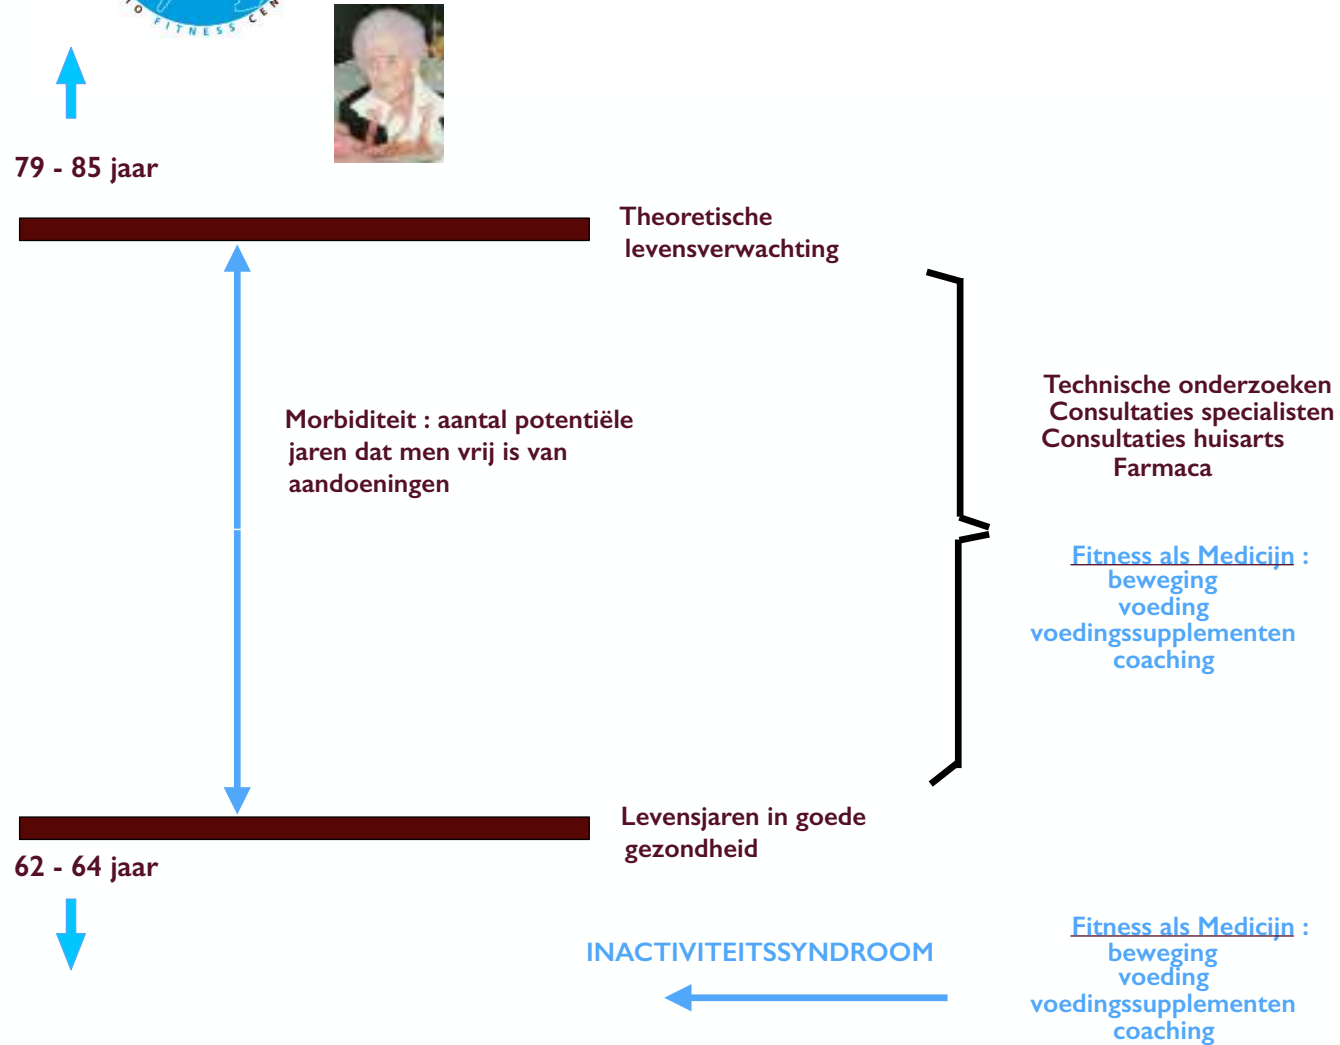 FITNESS
79 - 85 jaar
Theoretische
levensverwachting
Morbiditeit : aantal potentiële
jaren dat men vrij is van
aandoeningen
Technische onderzoeken
Consultaties specialisten
Consultaties huisarts
Farmaca
Fitness als Medicijn :
beweging
voeding
voedingssupplementen
coaching
Levensjaren in goede
gezondheid
62 - 64 jaar
INACTIVITEITSSYNDROOM
Fitness als Medicijn :
beweging
voeding
voedingssupplementen
coaching